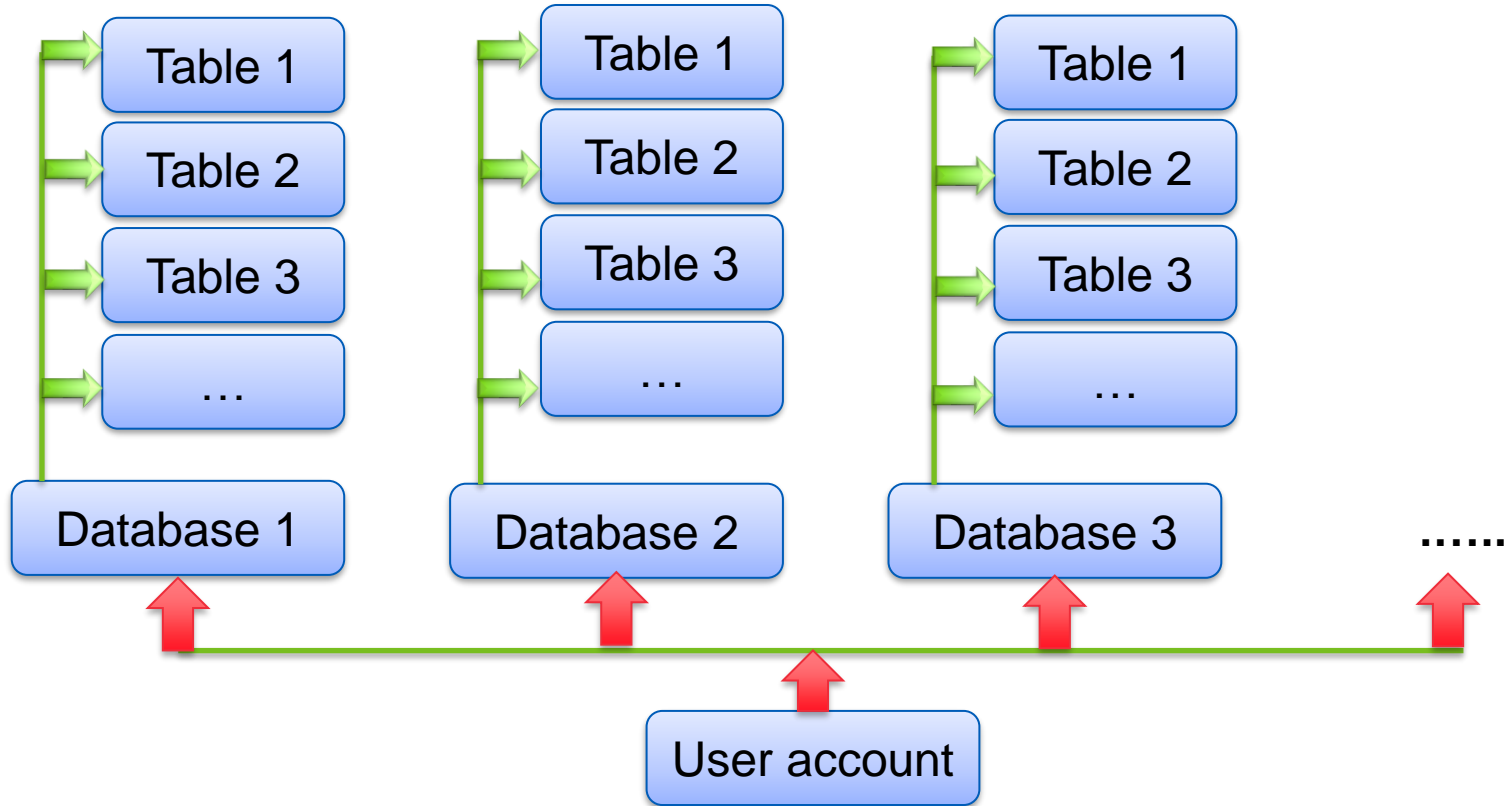 Table 1
Table 2
Table 3
…
Database 1
Table 1
Table 2
Table 3
…
Database 2
Table 1
Table 2
Table 3
…
Database 3
……
User account